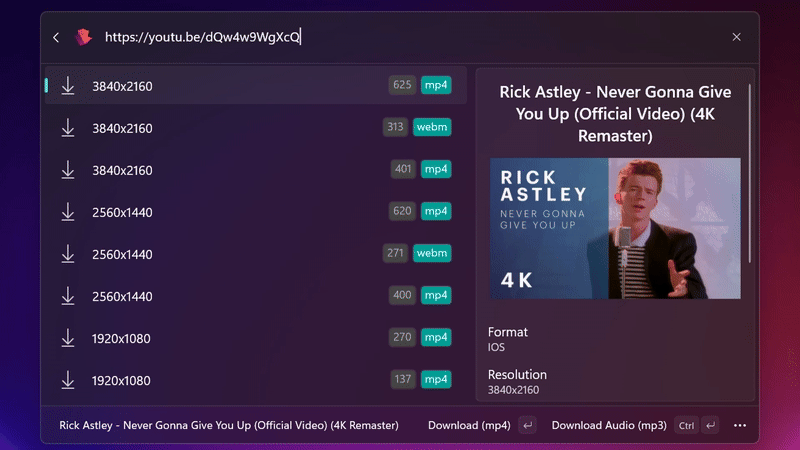 https://youtu.be/dQw4w9WgXcQ
3840x2160 625 mp4
3840x2160 313 webm
3840x2160 401 mp4
2560x1440 620 mp4
2560x1440 271 webm
2560x1440 400 mp4
1920x1080 270 mp4
1920x1080 137 mp4
Rick Astley - Never Gonna Give
You Up (Official Video) (4K
Remaster)
RICK
ASTLEY
NEVER GONNA
GIVE YOU UP
4K
Format
IOS
Resolution
3840x2160
Rick Astley - Never Gonna Give You Up (Official Video) (4K Remaster) Download (mp4) Download Audio (mp3) Ctrl